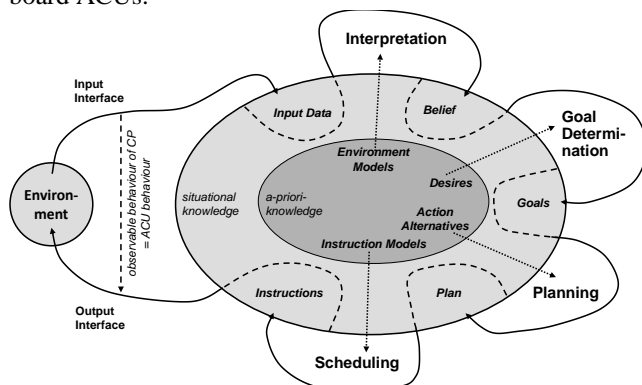 board ACUs.
Interpretation
Input
Interface
Input Data
Belief
Goal
Determi-
nation
Environment
Models
Desires
Environ-
ment
observable behaviour of CP
= ACU behaviour
situational
knowledge
a-priori-
knowledge
Action
Alternatives
Goals
Instruction Models
Instructions
Plan
Planning
Output
Interface
Scheduling